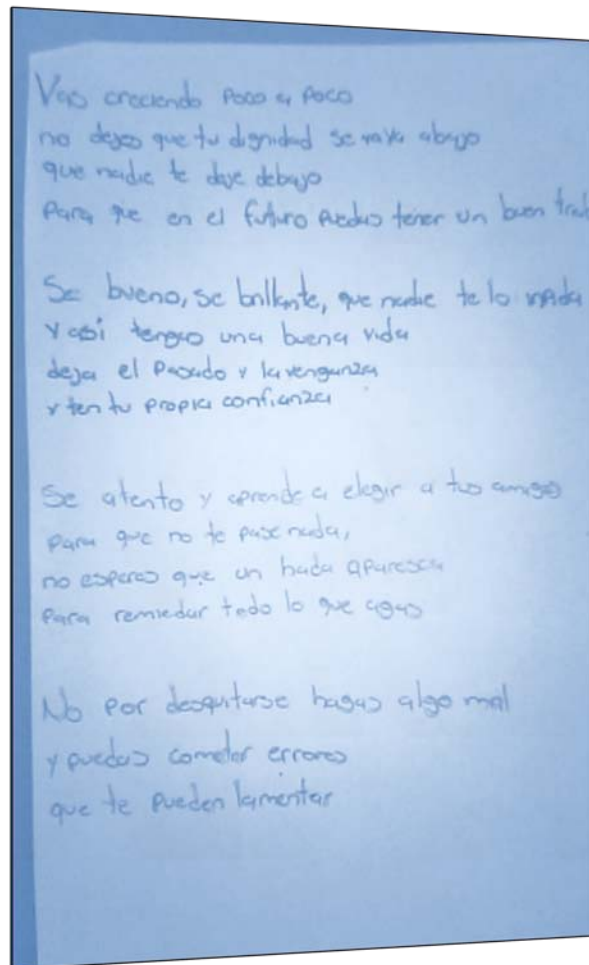 Vas creciendo poco a poco
no dejes que tu dignidad se vaya abajo
que nadie te deje debajo
para que en el futuro puedas tener un buen
Se bueno, se brillante, que nadie te lo impida
y así tengas una buena vida
deja el pasado y la venganza
y ten tu propia confianza
Se atento y aprende a elegir a tus amigos
para que no te pase nada,
no esperes que un hada aparesca
para remiedar todo lo que agas
No por desquitarse hagas algo mal
y puedas cometer errores
que te pueden lamentar